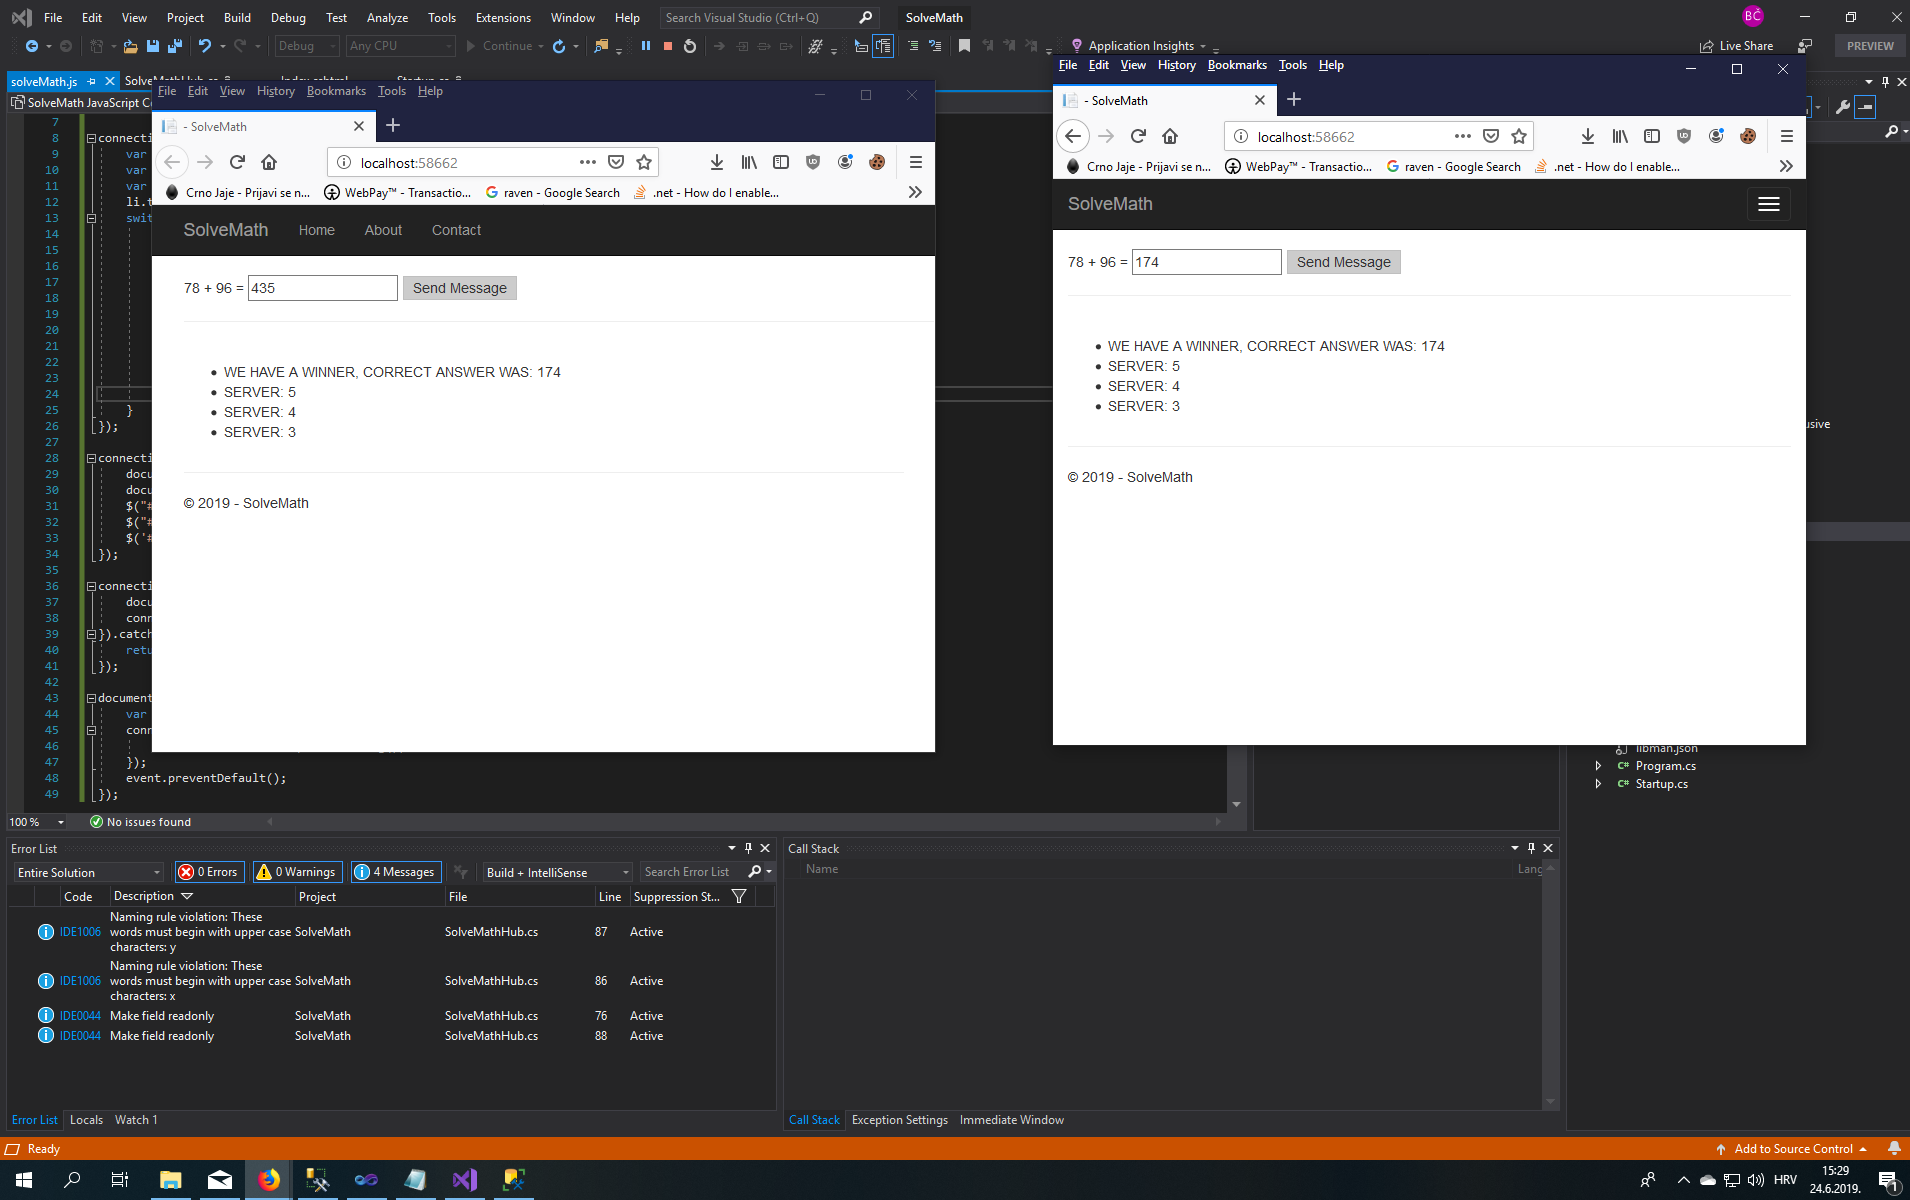 File Edit View Project Build Debug Test Analyze Tools Extensions Window Help Search Visual Studio (Ctrl+Q) SolveMath BČ
Debug Any CPU Continue Application Insights Live Share PREVIEW
solveMath.js
SolveMath JavaScript
File Edit View History Bookmarks Tools Help
- SolveMath
localhost:58662
Crno Jaje - Prijavi se n... WebPay™ - Transactio... raven - Google Search .net - How do I enable...
SolveMath Home About Contact
78 + 96 = 435 Send Message
• WE HAVE A WINNER, CORRECT ANSWER WAS: 174
• SERVER: 5
• SERVER: 4
• SERVER: 3
© 2019 - SolveMath
File Edit View History Bookmarks Tools Help
- SolveMath
localhost:58662
Crno Jaje - Prijavi se n... WebPay™ - Transactio... raven - Google Search .net - How do I enable...
SolveMath
78 + 96 = 174 Send Message
• WE HAVE A WINNER, CORRECT ANSWER WAS: 174
• SERVER: 5
• SERVER: 4
• SERVER: 3
© 2019 - SolveMath
7
8 connecti
9 var
10 var
11 var
12 li.t
13 swit
14
15
16
17
18
19
20
21
22
23
24
25 }
26 });
27
28 connecti
29 docu
30 docu
31 $("#
32 $("#
33 $('#
34 });
35
36 connecti
37 docu
38 conn
39 }).catch
40 retu
41 });
42
43 document
44 var
45 conn
46
47 });
48 event.preventDefault();
49 });
usive
libman.json
C# Program.cs
C# Startup.cs
100 % No issues found
Error List
Entire Solution 0 Errors 0 Warnings 4 Messages Build + IntelliSense Search Error List
Code Description Project File Line Suppression St...
IDE1006 Naming rule violation: These words must begin with upper case characters: y SolveMath SolveMathHub.cs 87 Active
IDE1006 Naming rule violation: These words must begin with upper case characters: x SolveMath SolveMathHub.cs 86 Active
IDE0044 Make field readonly SolveMath SolveMathHub.cs 76 Active
IDE0044 Make field readonly SolveMath SolveMathHub.cs 88 Active
Error List Locals Watch 1
Call Stack
Name Lang
Call Stack Exception Settings Immediate Window
Ready Add to Source Control
HRV 15:29
24.6.2019. 1